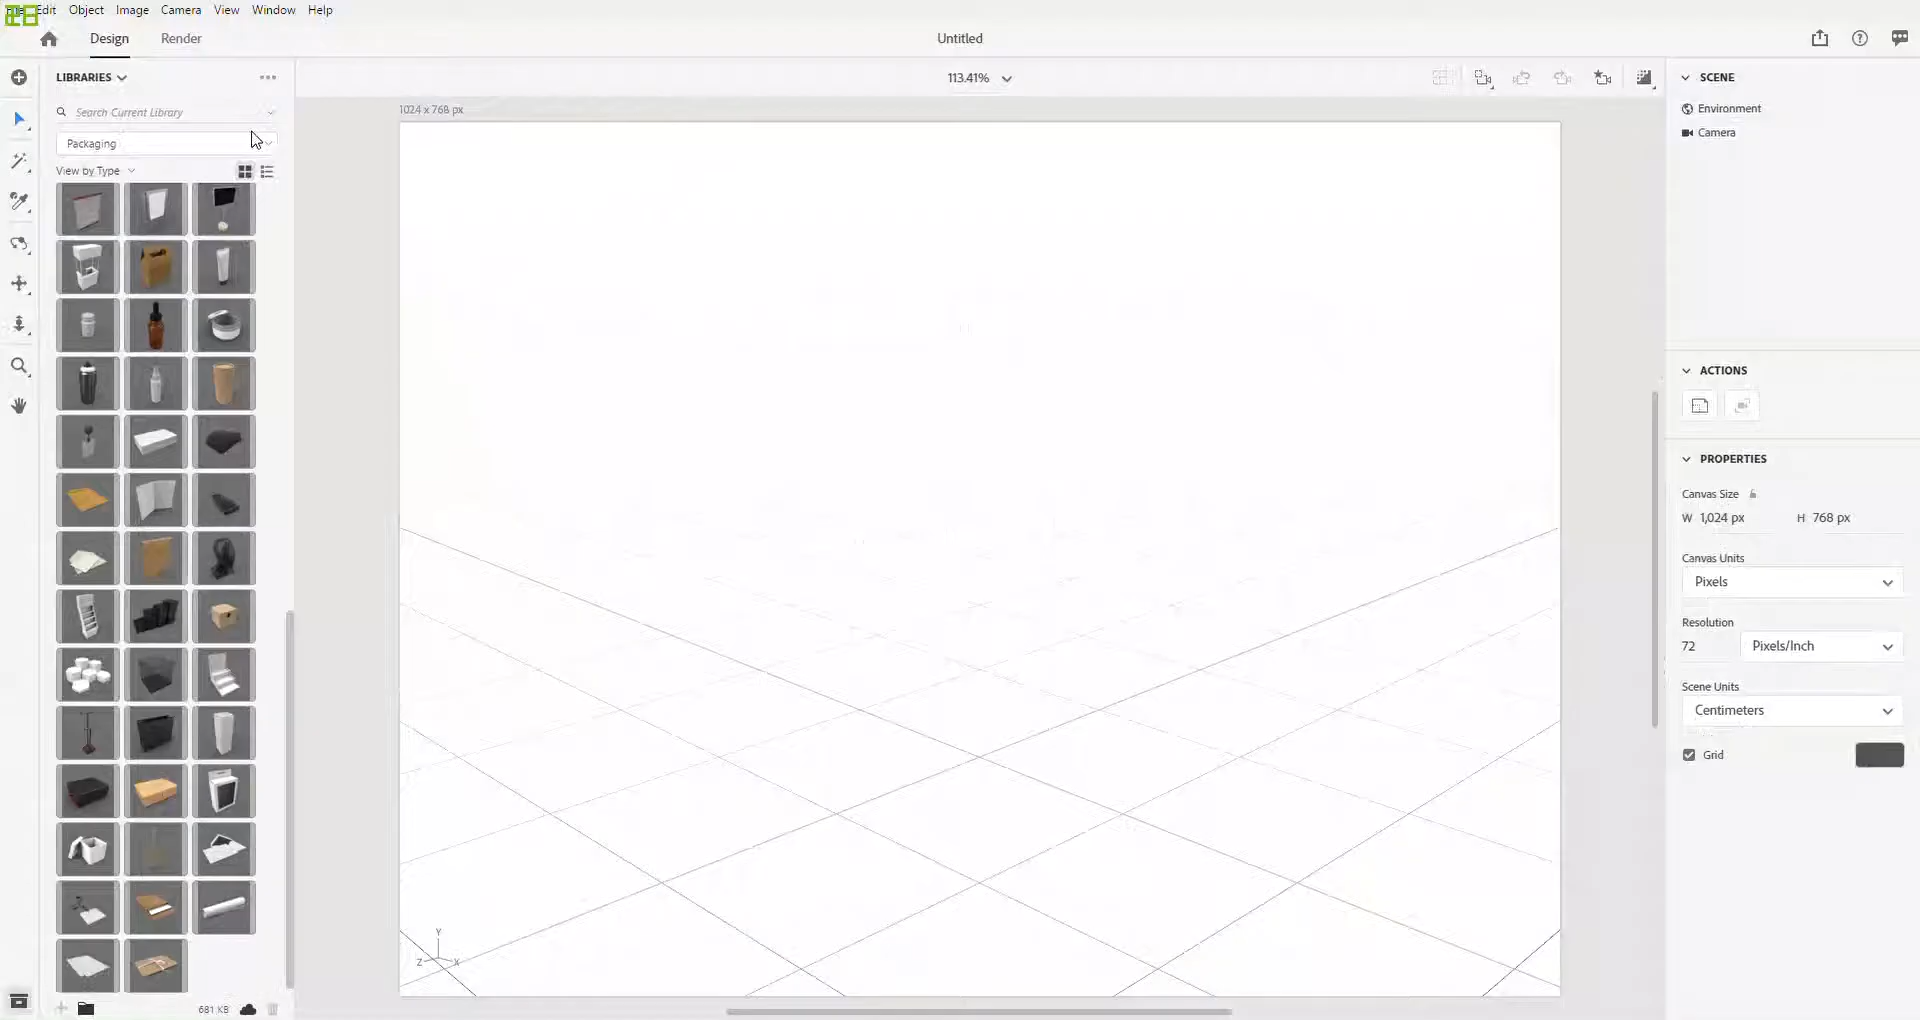 Edit Object Image Camera View Window Help
Design Render Untitled
LIBRARIES
Search Current Library
Packaging
View by Type
113.41%
1024 x 768 px
Y
Z
X
681 KB
SCENE
Environment
Camera
ACTIONS
PROPERTIES
Canvas Size
W 1,024 px H 768 px
Canvas Units
Pixels
Resolution
72 Pixels/Inch
Scene Units
Centimeters
Grid